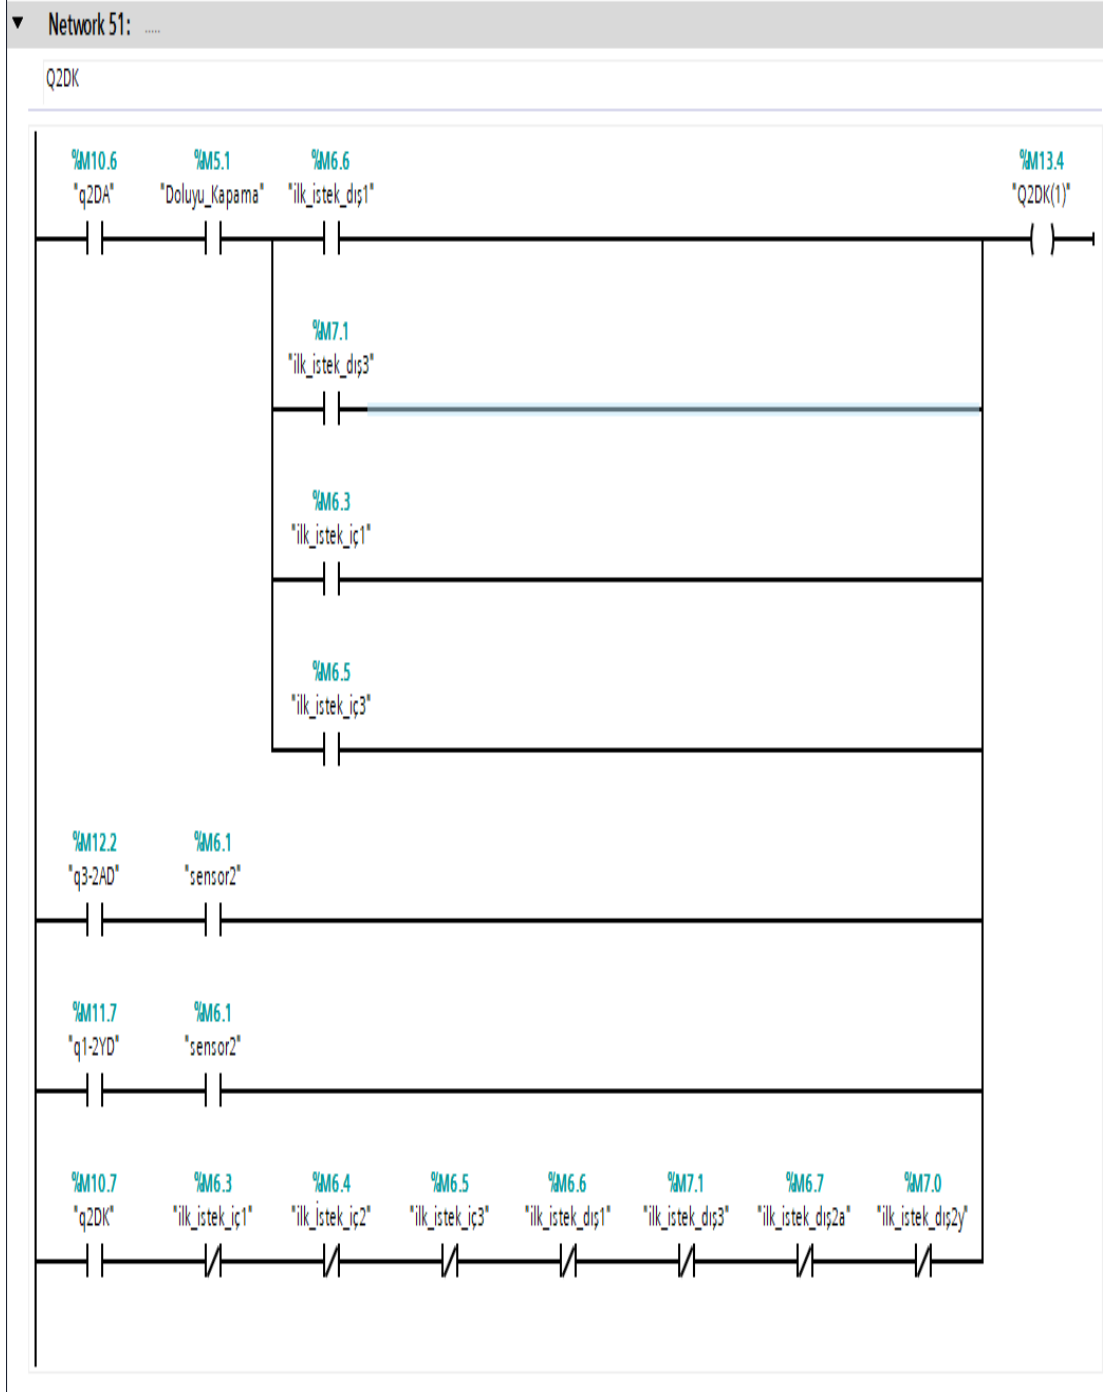 Network 51: .....
Q2DK
%M10.6 %M5.1 %M6.6 %M13.4
"q2DA" "Doluyu_Kapama" "ilk_istek_dış1" "Q2DK(1)"
%M7.1
"ilk_istek_dış3"
%M6.3
"ilk_istek_iç1"
%M6.5
"ilk_istek_iç3"
%M12.2 %M6.1
"q3-2AD" "sensor2"
%M11.7 %M6.1
"q1-2YD" "sensor2"
%M10.7 %M6.3 %M6.4 %M6.5 %M6.6 %M7.1 %M6.7 %M7.0
"q2DK" "ilk_istek_iç1" "ilk_İstek_iç2" "ilk_istek_iç3" "ilk_istek_dış1" "ilk_istek_dış3" "ilk_istek_dış2a" "ilk_istek_dış2y"